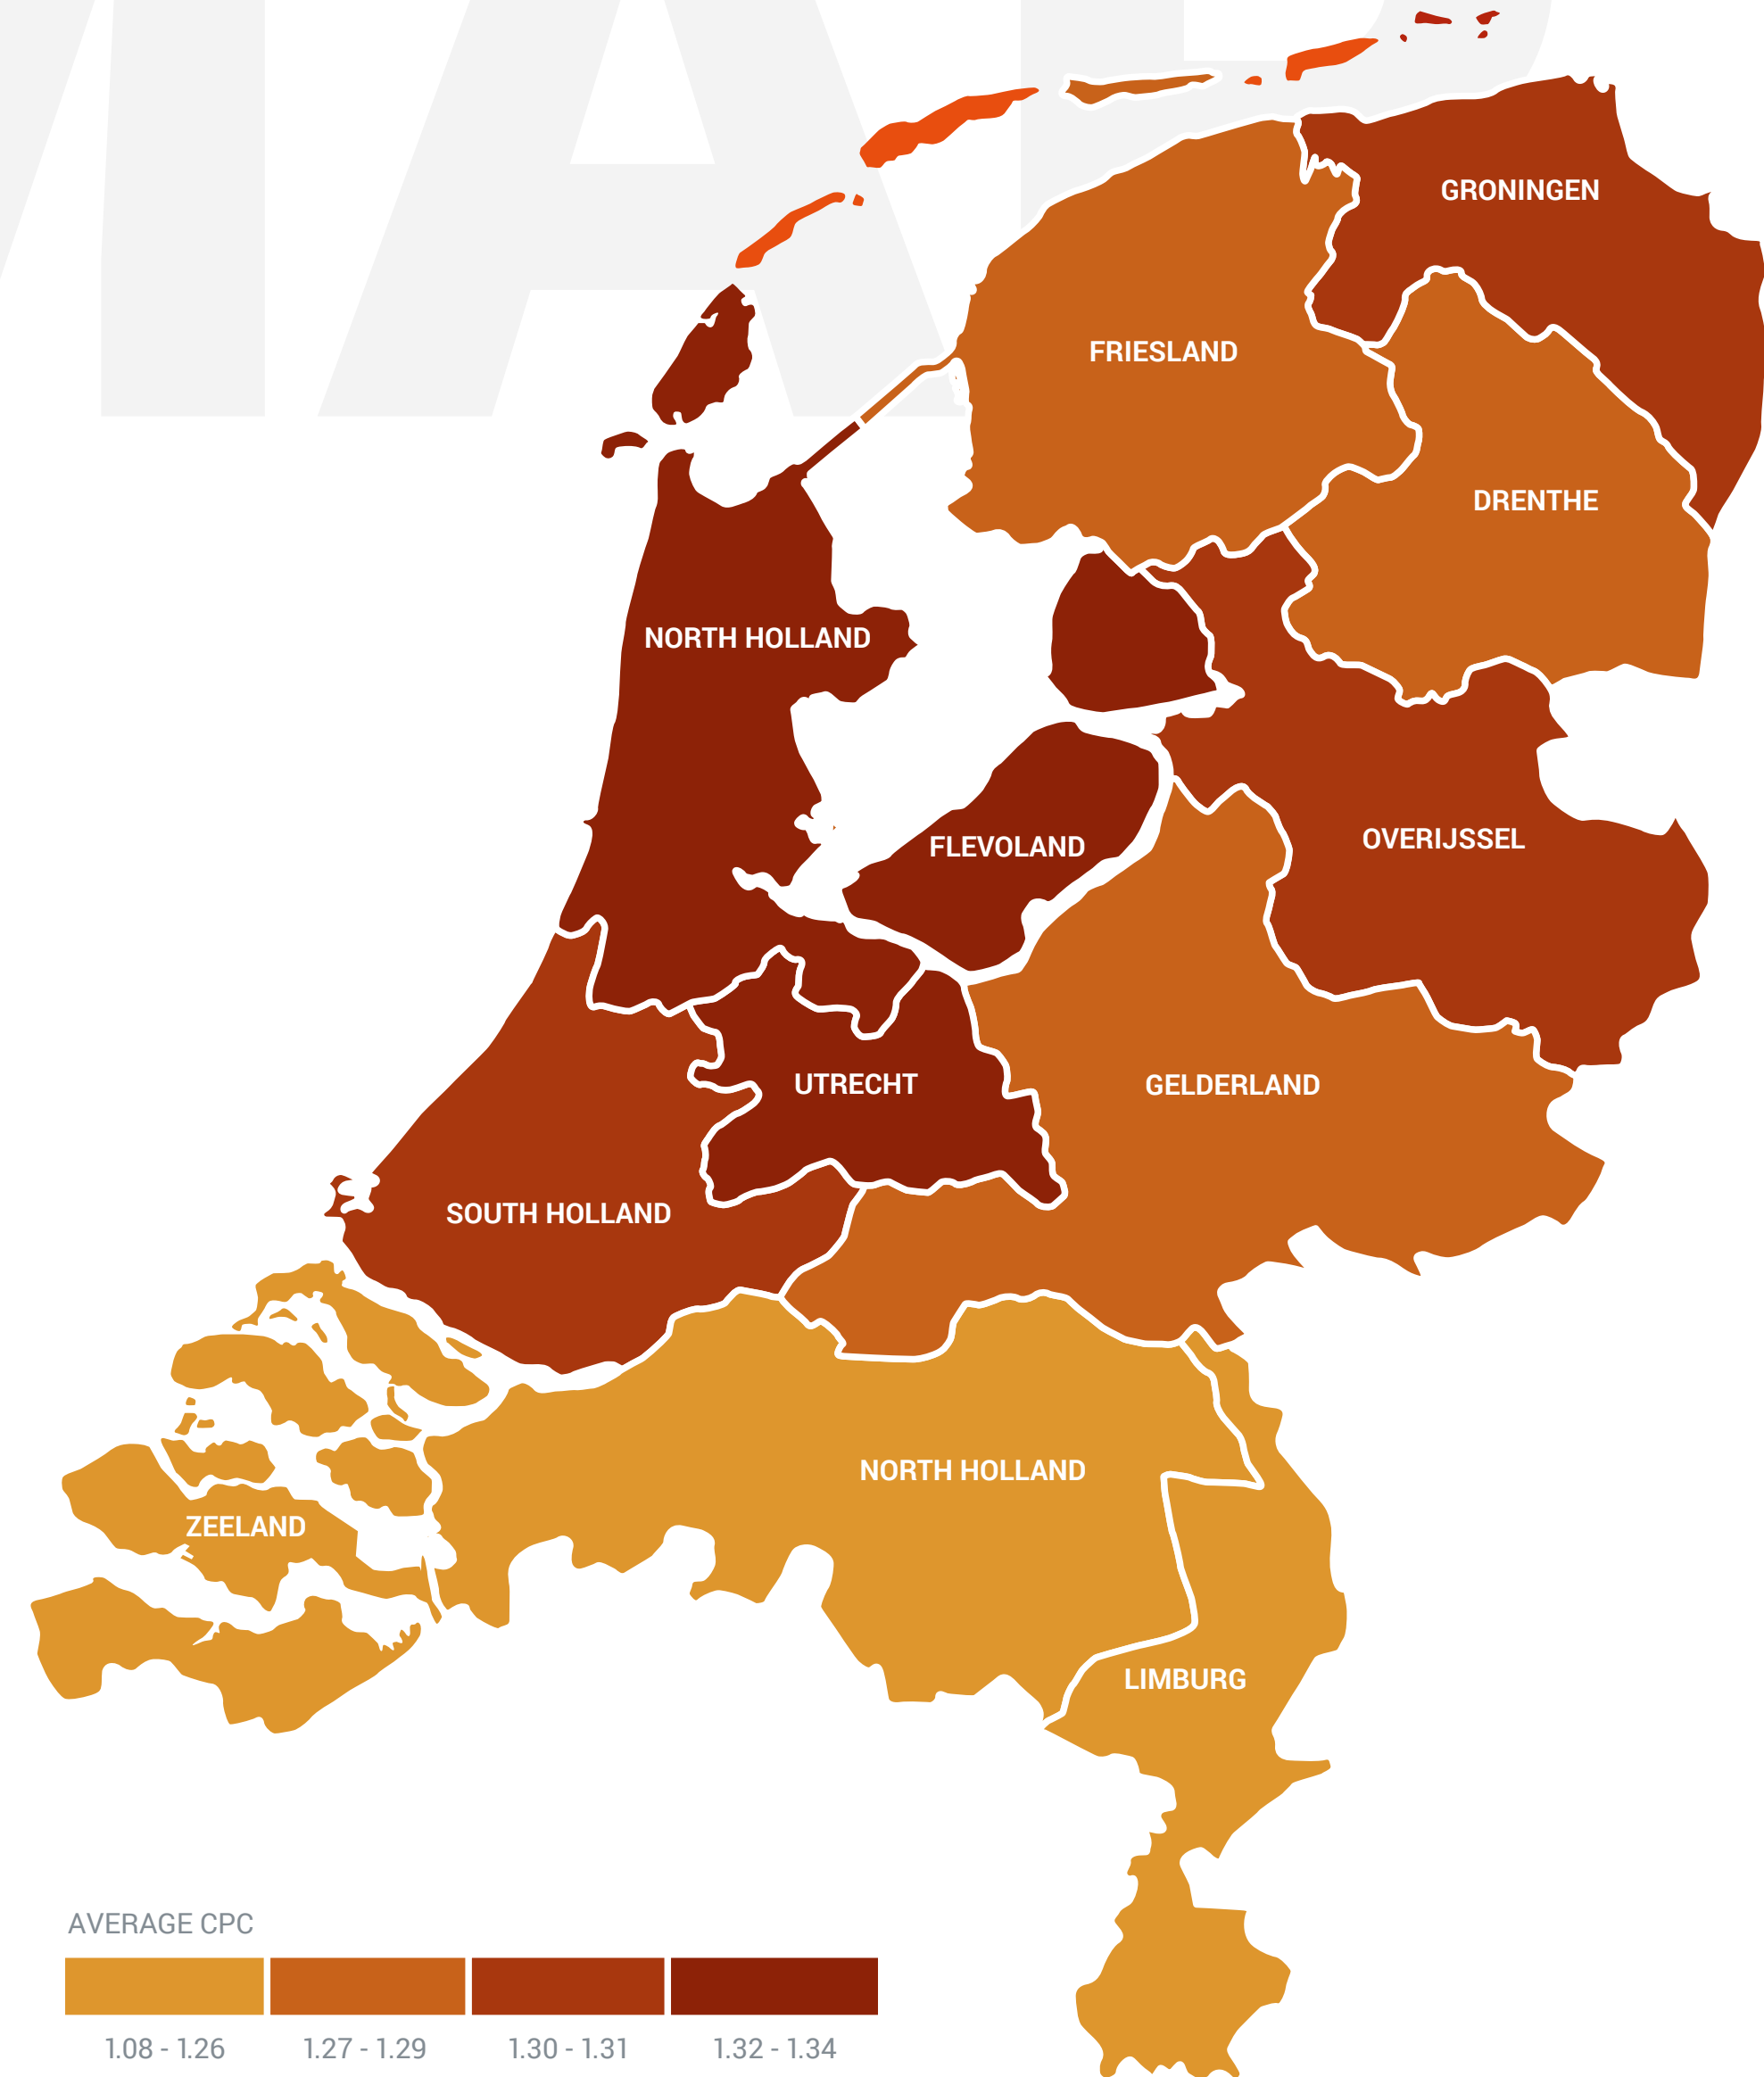 MAP
GRONINGEN
FRIESLAND
DRENTHE
NORTH HOLLAND
FLEVOLAND
OVERIJSSEL
UTRECHT
GELDERLAND
SOUTH HOLLAND
NORTH HOLLAND
ZEELAND
LIMBURG
AVERAGE CPC
1.08 - 1.26
1.27 - 1.29
1.30 - 1.31
1.32 - 1.34